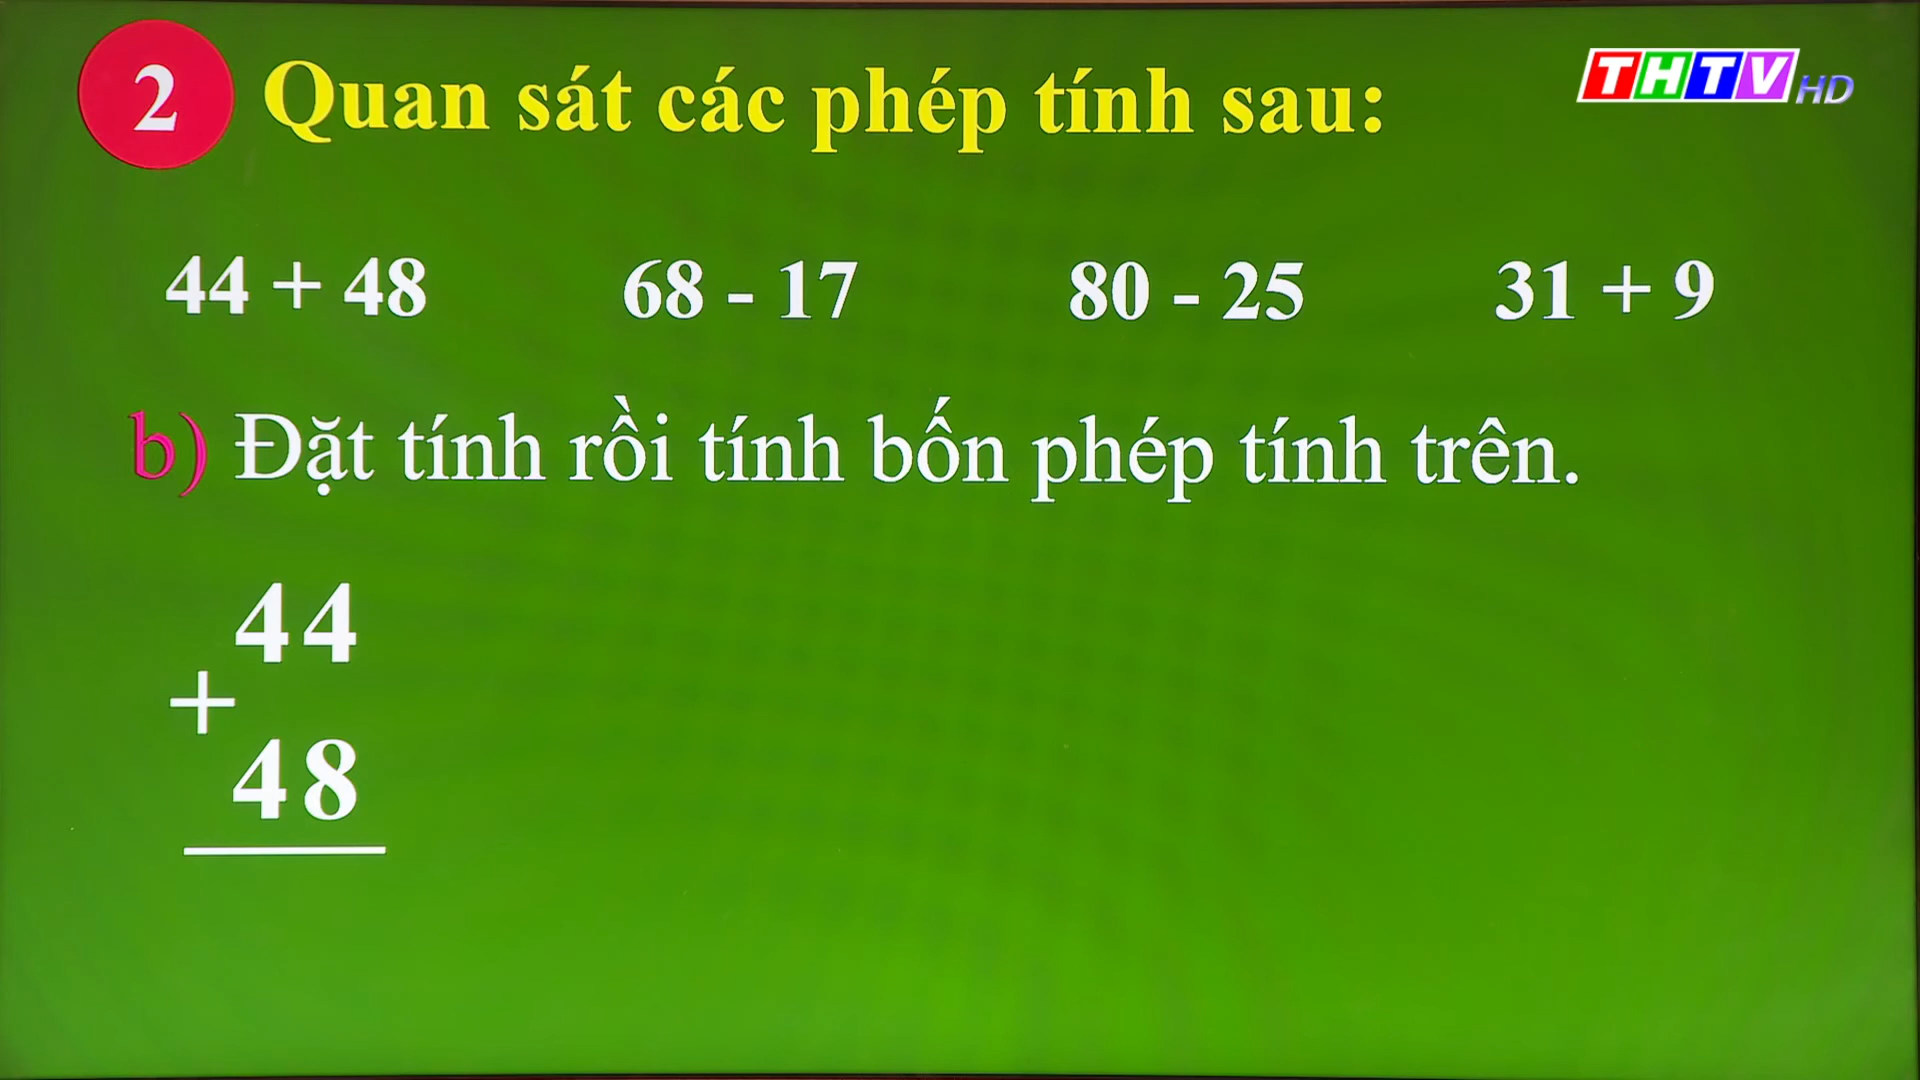 2 Quan sát các phép tính sau:
THTV HD
44 + 48 68 - 17 80 - 25 31 + 9
b) Đặt tính rồi tính bốn phép tính trên.
44
+
48